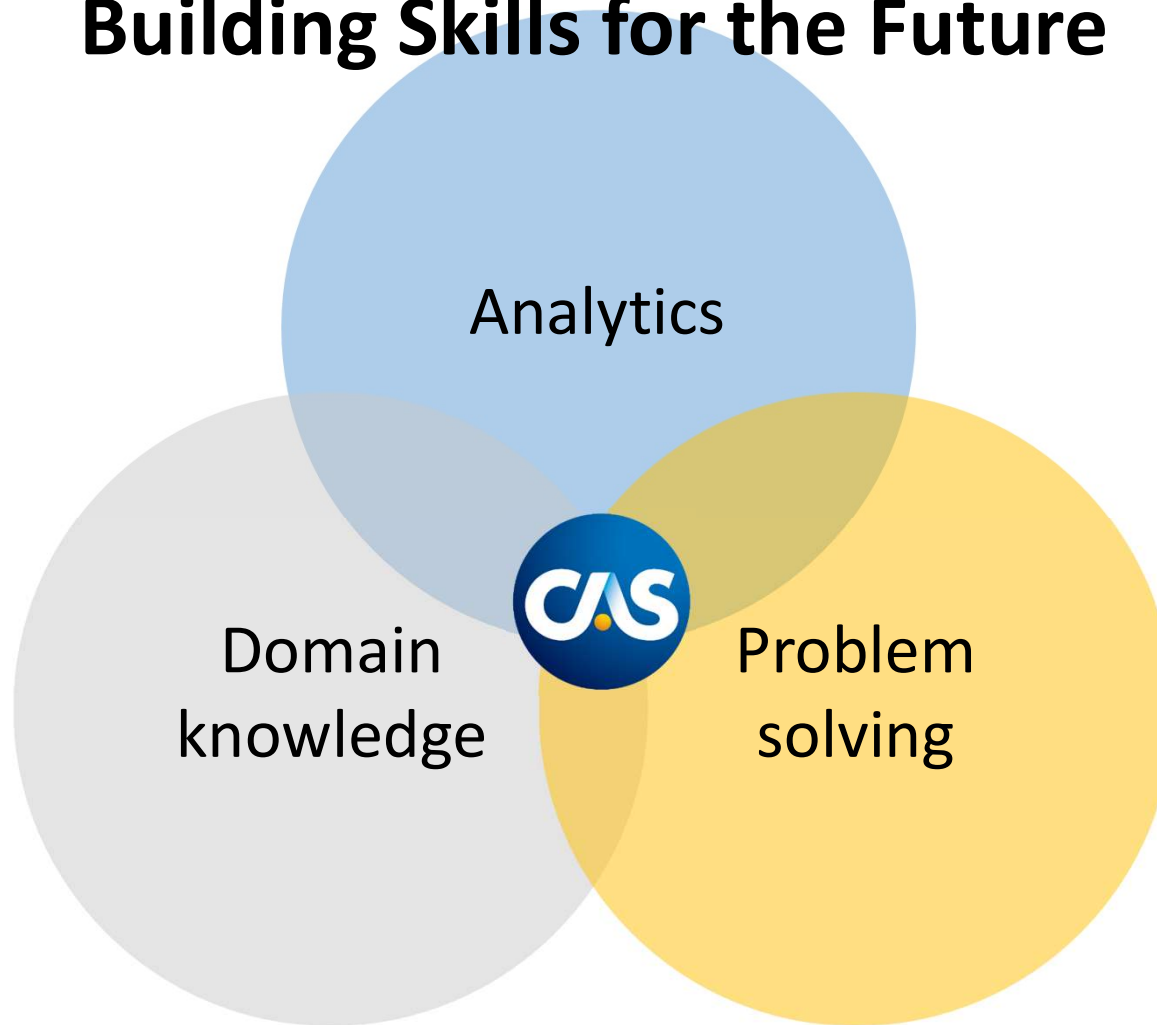 Building Skills for the Future
Analytics
CAS
Domain
knowledge
Problem
solving